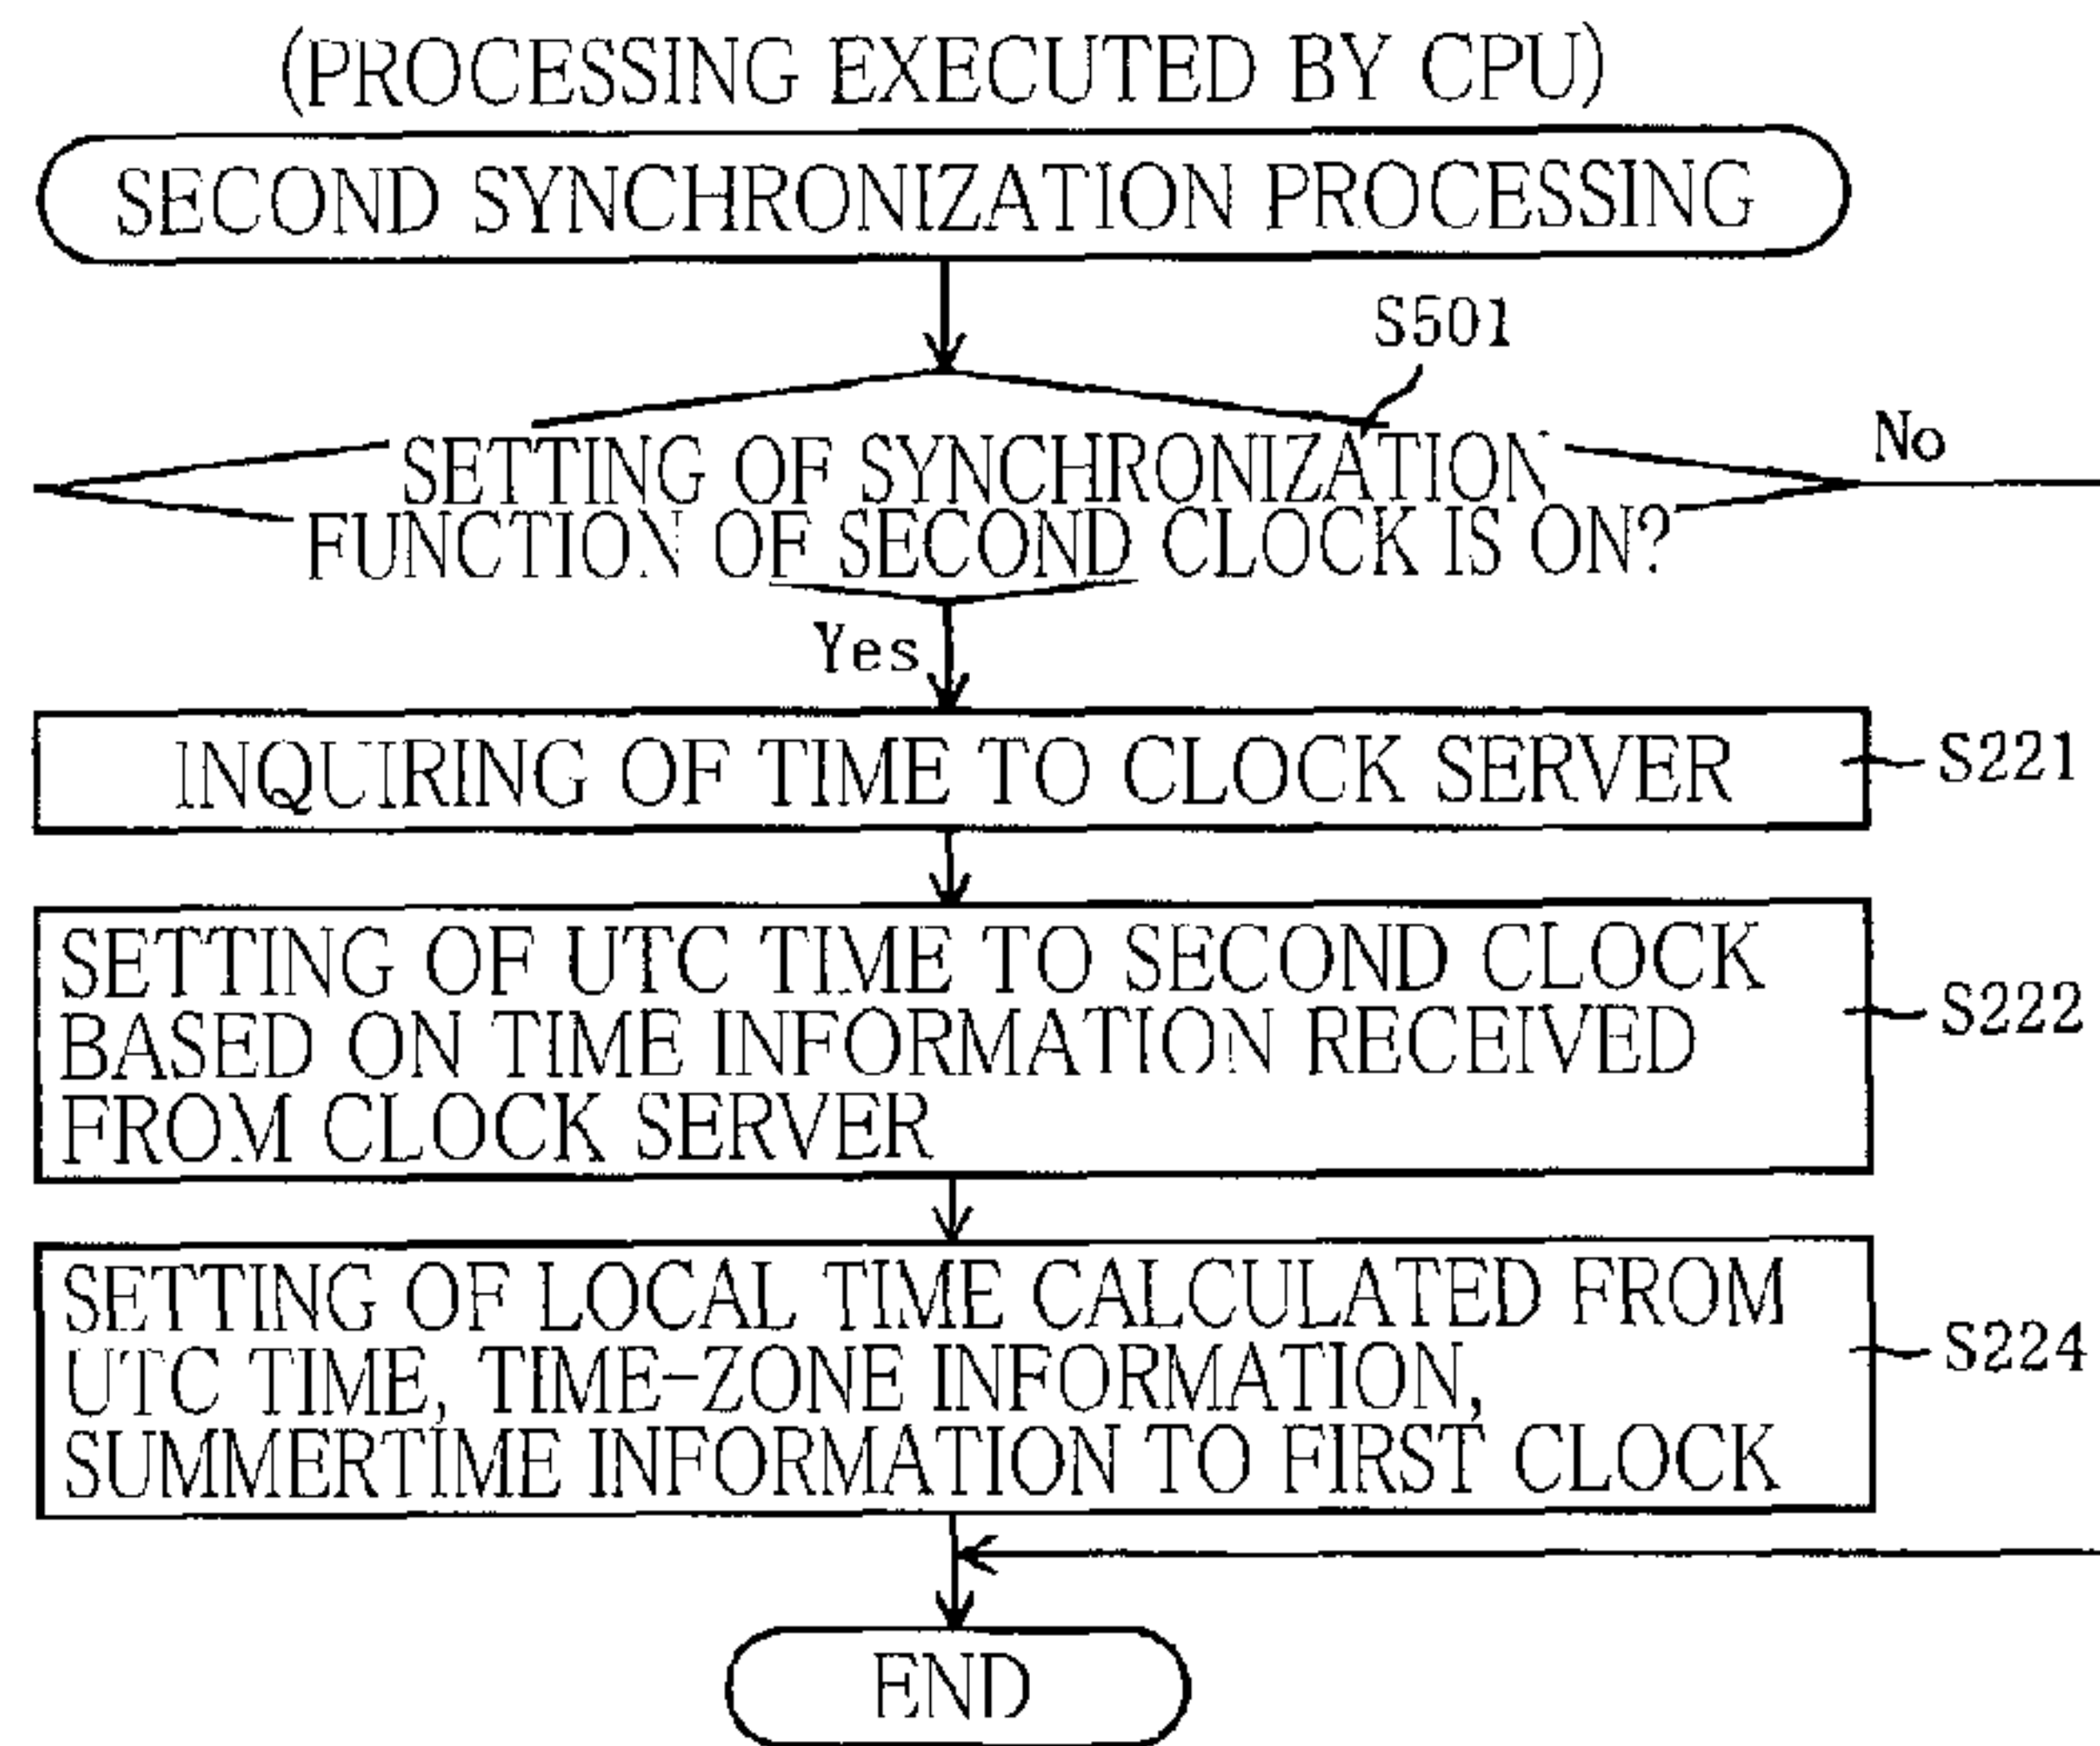 (PROCESSING EXECUTED BY CPU)
SECOND SYNCHRONIZATION PROCESSING
S501
No
SETTING OF SYNCHRONIZATION
FUNCTION OF SECOND CLOCK IS ON?
Yes
INQUIRING OF TIME TO CLOCK SERVER
S221
SETTING OF UTC TIME TO SECOND CLOCK
BASED ON TIME INFORMATION RECEIVED
FROM CLOCK SERVER
S222
SETTING OF LOCAL TIME CALCULATED FROM
UTC TIME, TIME-ZONE INFORMATION,
SUMMERTIME INFORMATION TO FIRST CLOCK
S224
END